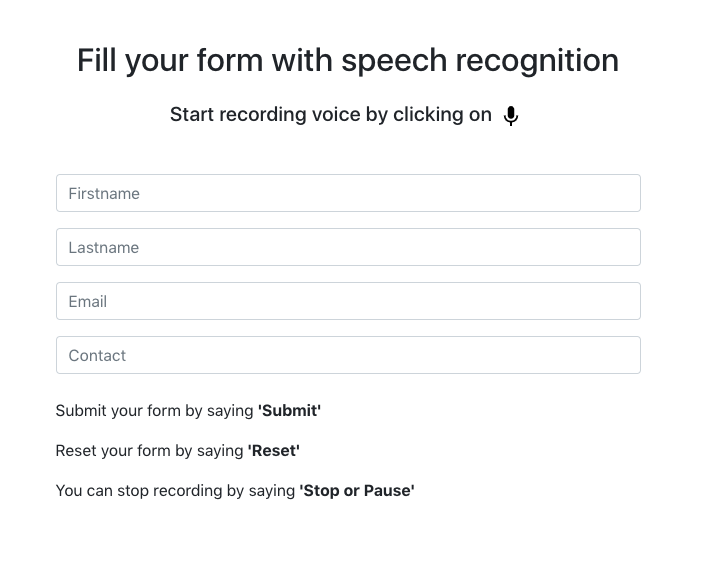 Fill your form with speech recognition
Start recording voice by clicking on
Firstname
Lastname
Email
Contact
Submit your form by saying 'Submit'
Reset your form by saying 'Reset'
You can stop recording by saying 'Stop or Pause'